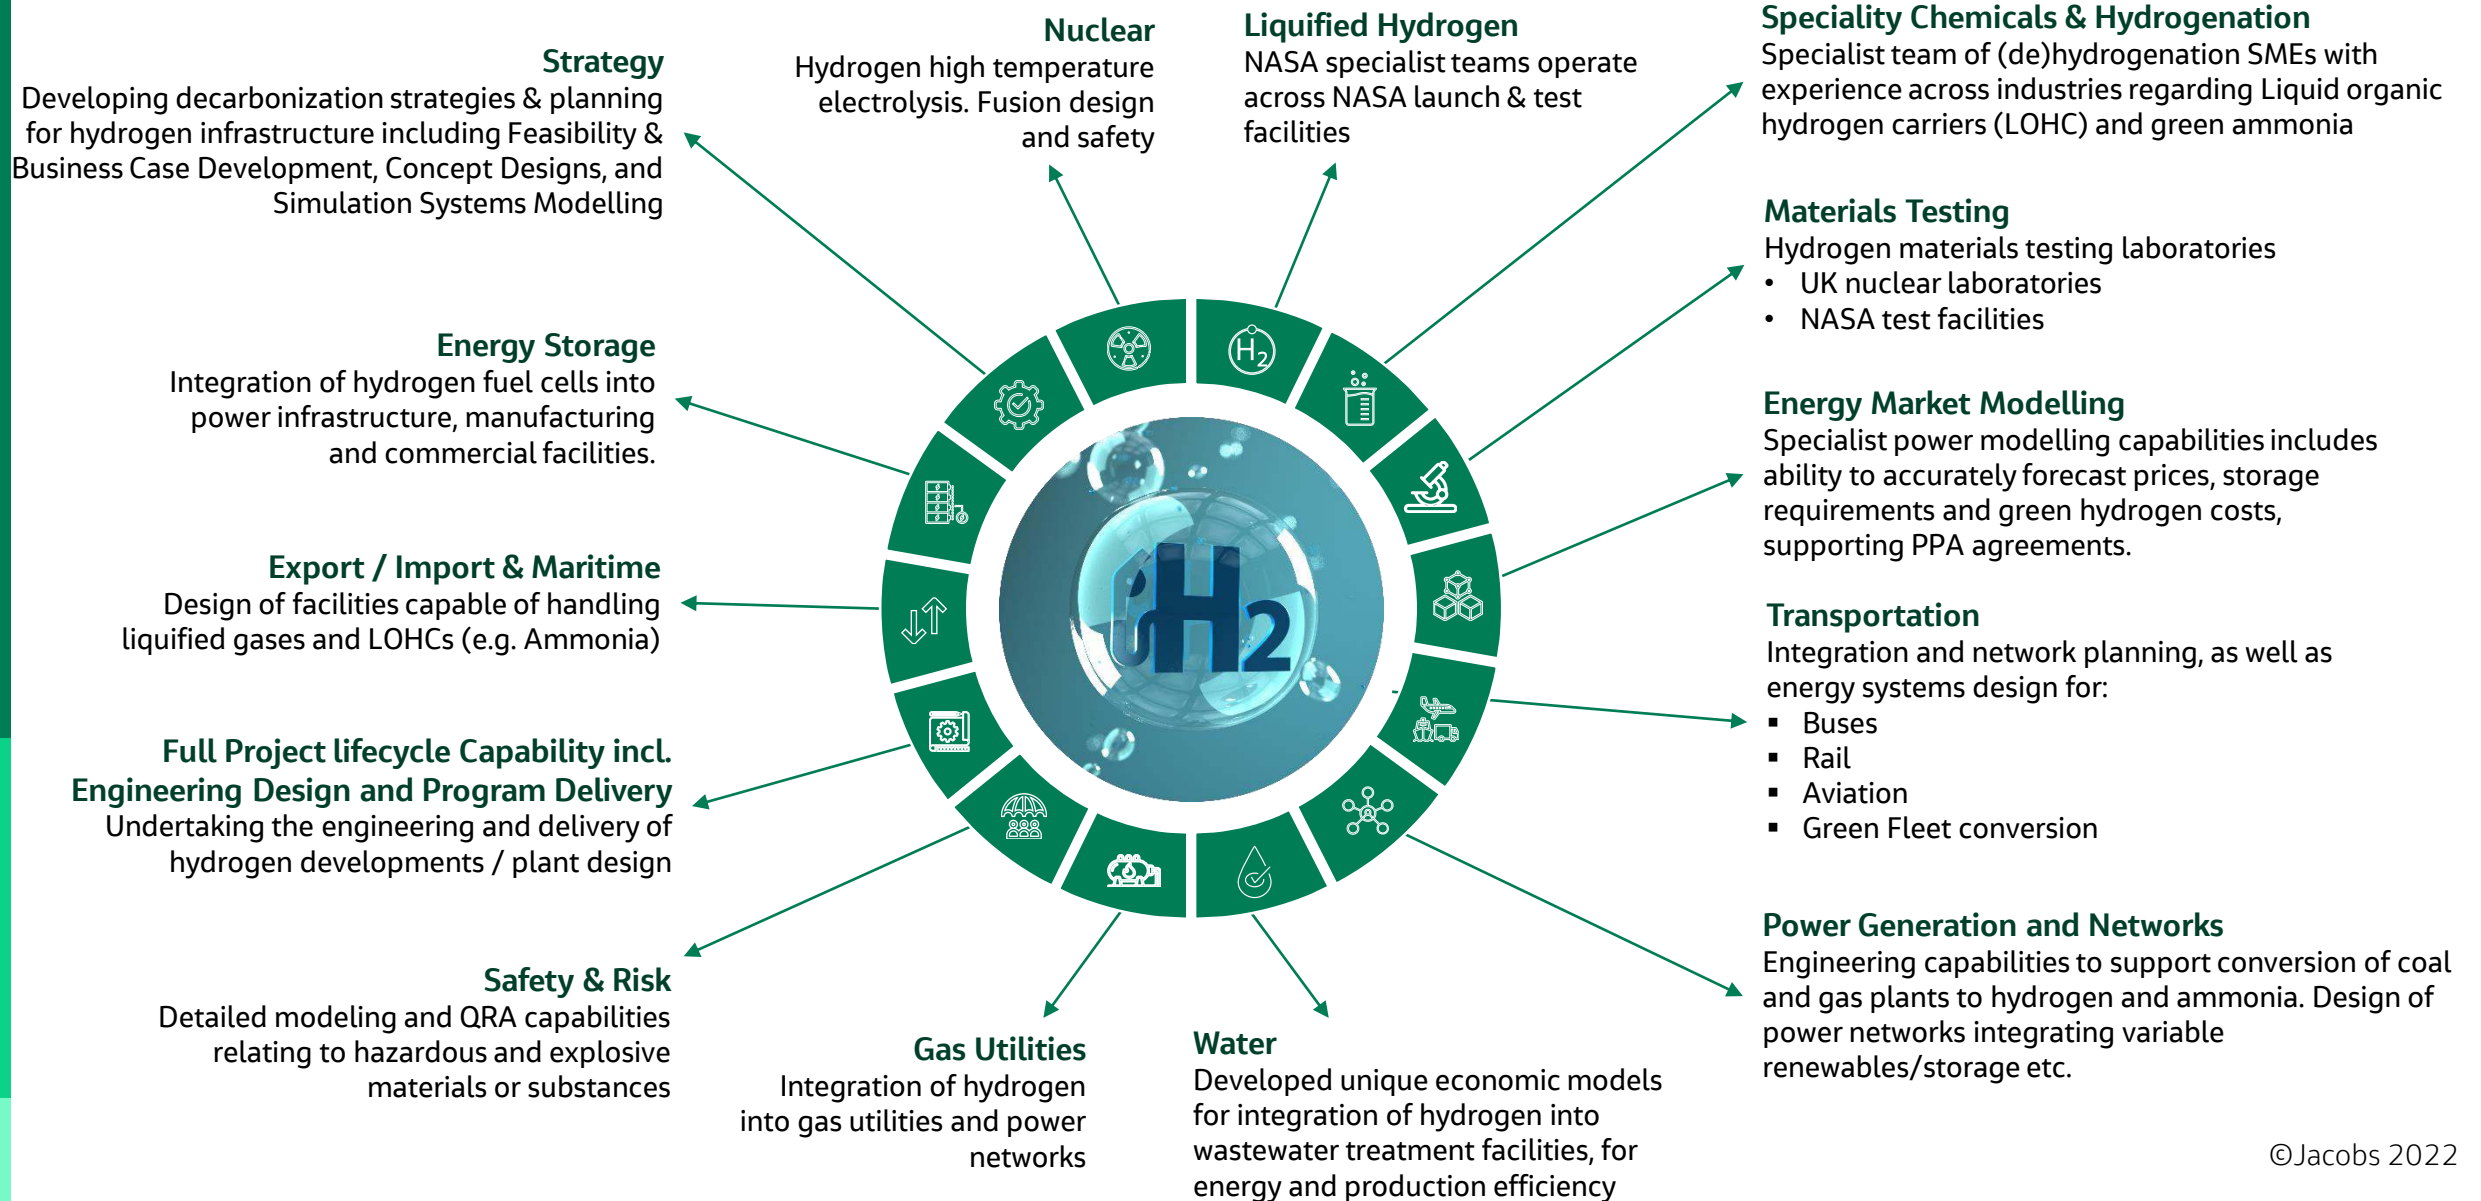 Strategy
Developing decarbonization strategies & planning
for hydrogen infrastructure including Feasibility &
Business Case Development, Concept Designs, and
Simulation Systems Modelling
Nuclear
Hydrogen high temperature
electrolysis. Fusion design
and safety
Liquified Hydrogen
NASA specialist teams operate
across NASA launch & test
facilities
Speciality Chemicals & Hydrogenation
Specialist team of (de)hydrogenation SMEs with
experience across industries regarding Liquid organic
hydrogen carriers (LOHC) and green ammonia
Materials Testing
Hydrogen materials testing laboratories
• UK nuclear laboratories
• NASA test facilities
Energy Market Modelling
Specialist power modelling capabilities includes
ability to accurately forecast prices, storage
requirements and green hydrogen costs,
supporting PPA agreements.
Transportation
Integration and network planning, as well as
energy systems design for:
▪ Buses
▪ Rail
▪ Aviation
▪ Green Fleet conversion
Power Generation and Networks
Engineering capabilities to support conversion of coal
and gas plants to hydrogen and ammonia. Design of
power networks integrating variable
renewables/storage etc.
Water
Developed unique economic models
for integration of hydrogen into
wastewater treatment facilities, for
energy and production efficiency
Gas Utilities
Integration of hydrogen
into gas utilities and power
networks
Safety & Risk
Detailed modeling and QRA capabilities
relating to hazardous and explosive
materials or substances
Full Project lifecycle Capability incl.
Engineering Design and Program Delivery
Undertaking the engineering and delivery of
hydrogen developments / plant design
Export / Import & Maritime
Design of facilities capable of handling
liquified gases and LOHCs (e.g. Ammonia)
Energy Storage
Integration of hydrogen fuel cells into
power infrastructure, manufacturing
and commercial facilities.
H2
H2
©Jacobs 2022